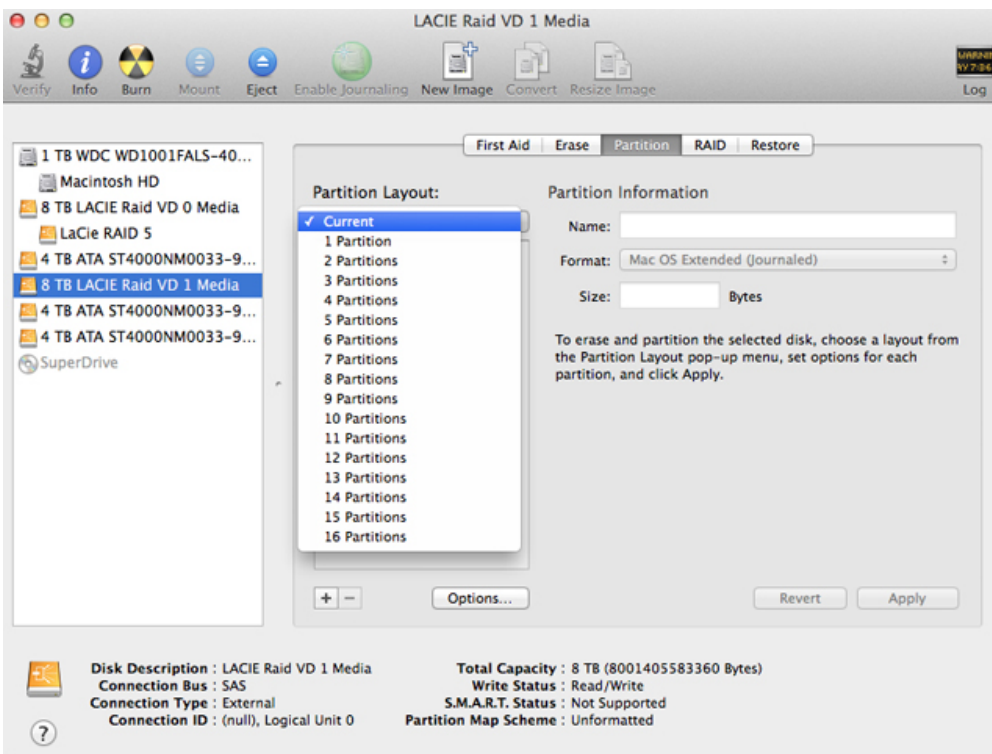 LACIE Raid VD 1 Media
Verify Info Burn Mount Eject Enable Journaling New Image Convert Resize Image Log
WARNIN
AY 7:36
1 TB WDC WD1001FALS-40...
Macintosh HD
8 TB LACIE Raid VD 0 Media
LaCie RAID 5
4 TB ATA ST4000NM0033-9...
8 TB LACIE Raid VD 1 Media
4 TB ATA ST4000NM0033-9...
4 TB ATA ST4000NM0033-9...
SuperDrive
First Aid Erase Partition RAID Restore
Partition Layout:
✓ Current
1 Partition
2 Partitions
3 Partitions
4 Partitions
5 Partitions
6 Partitions
7 Partitions
8 Partitions
9 Partitions
10 Partitions
11 Partitions
12 Partitions
13 Partitions
14 Partitions
15 Partitions
16 Partitions
+ −
Options...
Partition Information
Name:
Format: Mac OS Extended (Journaled)
Size: Bytes
To erase and partition the selected disk, choose a layout from
the Partition Layout pop-up menu, set options for each
partition, and click Apply.
Revert Apply
Disk Description : LACIE Raid VD 1 Media
Connection Bus : SAS
Connection Type : External
Connection ID : (null), Logical Unit 0
Total Capacity : 8 TB (8001405583360 Bytes)
Write Status : Read/Write
S.M.A.R.T. Status : Not Supported
Partition Map Scheme : Unformatted
?